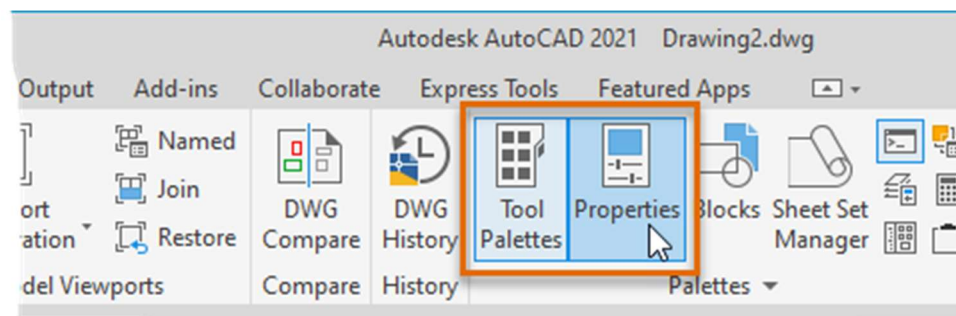 Autodesk AutoCAD 2021 Drawing2.dwg
Output Add-ins Collaborate Express Tools Featured Apps
Named
Join
Restore
DWG
Compare
DWG
History
Tool
Palettes
Properties
Blocks
Sheet Set
Manager
Viewports
Compare
History
Palettes